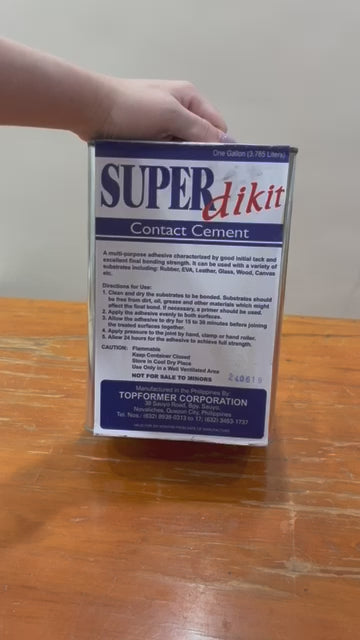 One Gallon (3.785 Liters)
SUPER dikit
Contact Cement
A multi-purpose adhesive characterized by good initial tack and
excellent final bonding strength. It can be used with a variety of
substrates including: Rubber, EVA, Leather, Glass, Wood, Canvas
etc.
Directions for Use:
1. Clean and dry the substrates to be bonded. Substrates should
be free from dirt, oil, grease and other materials which might
affect the final bond. If necessary, a primer should be used.
2. Apply the adhesive evenly to both surfaces.
3. Allow the adhesive to dry for 15 to 30 minutes before joining
the treated surfaces together.
4. Apply pressure to the joint by hand, clamp or hand roller.
5. Allow 24 hours for the adhesive to achieve full strength.
CAUTION: Flammable
Keep Container Closed
Store in Cool Dry Place
Use Only in a Well Ventilated Area
NOT FOR SALE TO MINORS
Manufactured in the Philippines By
TOPFORMER CORPORATION
39 Sauyo Road, Bgy. Sauyo,
Novaliches, Quezon City, Philippines